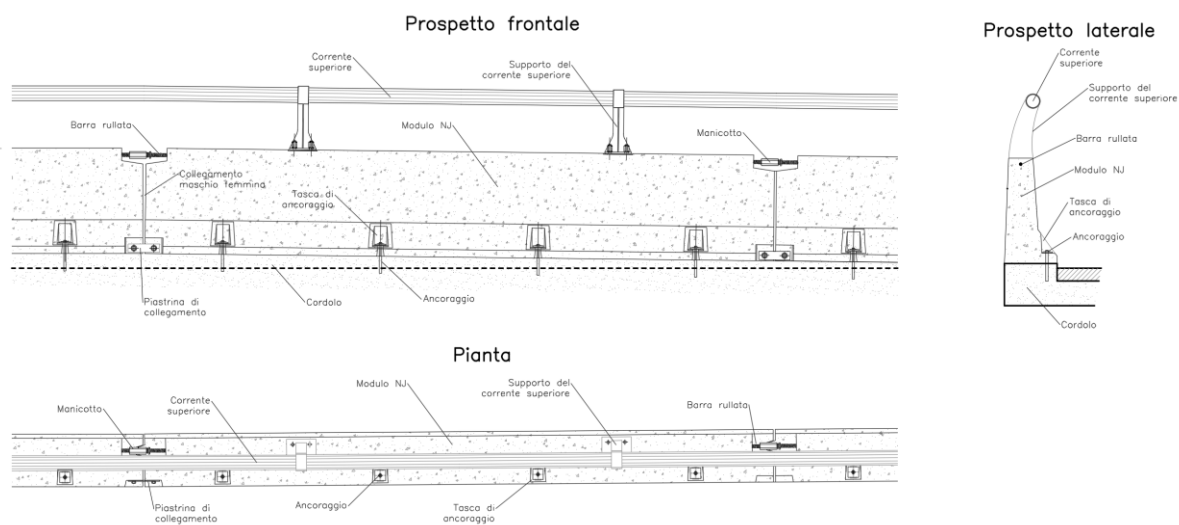 Prospetto frontale
Corrente
superiore
Supporto del
corrente superiore
Barra rullata
Modulo NJ
Manicotto
Collegamento
maschio femmina
Tasca di
ancoraggio
Piastrina di
collegamento
Cordolo
Ancoraggio
Prospetto laterale
Corrente
superiore
Supporto del
corrente superiore
Barra rullata
Modulo NJ
Tasca di
ancoraggio
Ancoraggio
Cordolo
Pianta
Manicotto
Corrente
superiore
Modulo NJ
Supporto del
corrente superiore
Barra rullata
Piastrina di
collegamento
Ancoraggio
Tasca di
ancoraggio